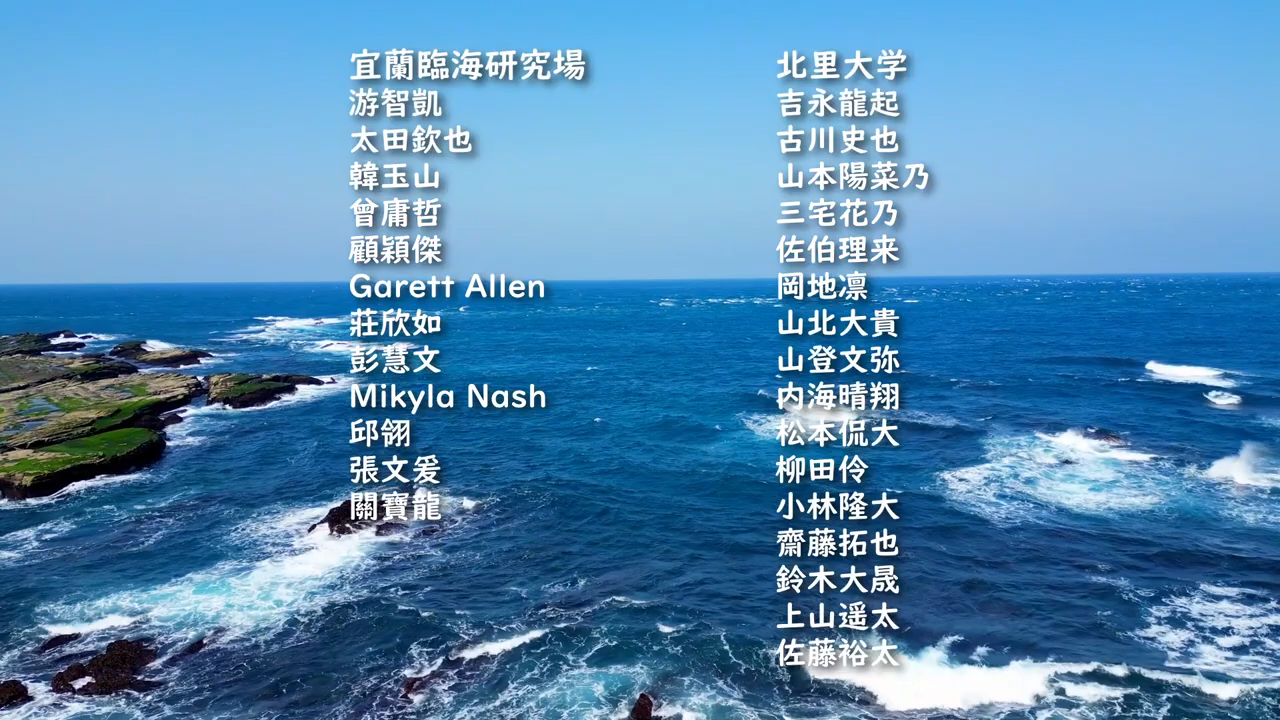 宜蘭臨海研究場
游智凱
太田欽也
韓玉山
曾庸哲
顧穎傑
Garett Allen
莊欣如
彭慧文
Mikyla Nash
邱翎
張文爰
關寶龍
北里大学
吉永龍起
古川史也
山本陽菜乃
三宅花乃
佐伯理来
岡地凛
山北大貴
山登文弥
内海晴翔
松本侃大
柳田伶
小林隆大
齋藤拓也
鈴木大晟
上山遥太
佐藤裕太